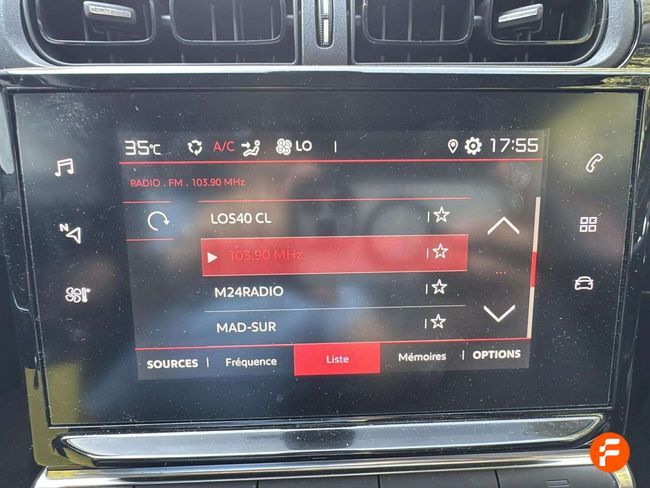 35°C A/C LO 17:55
RADIO . FM . 103.90 MHz
LOS40 CL
103.90 MHz
N
M24RADIO
MAD-SUR
SOURCES Fréquence Liste Mémoires OPTIONS